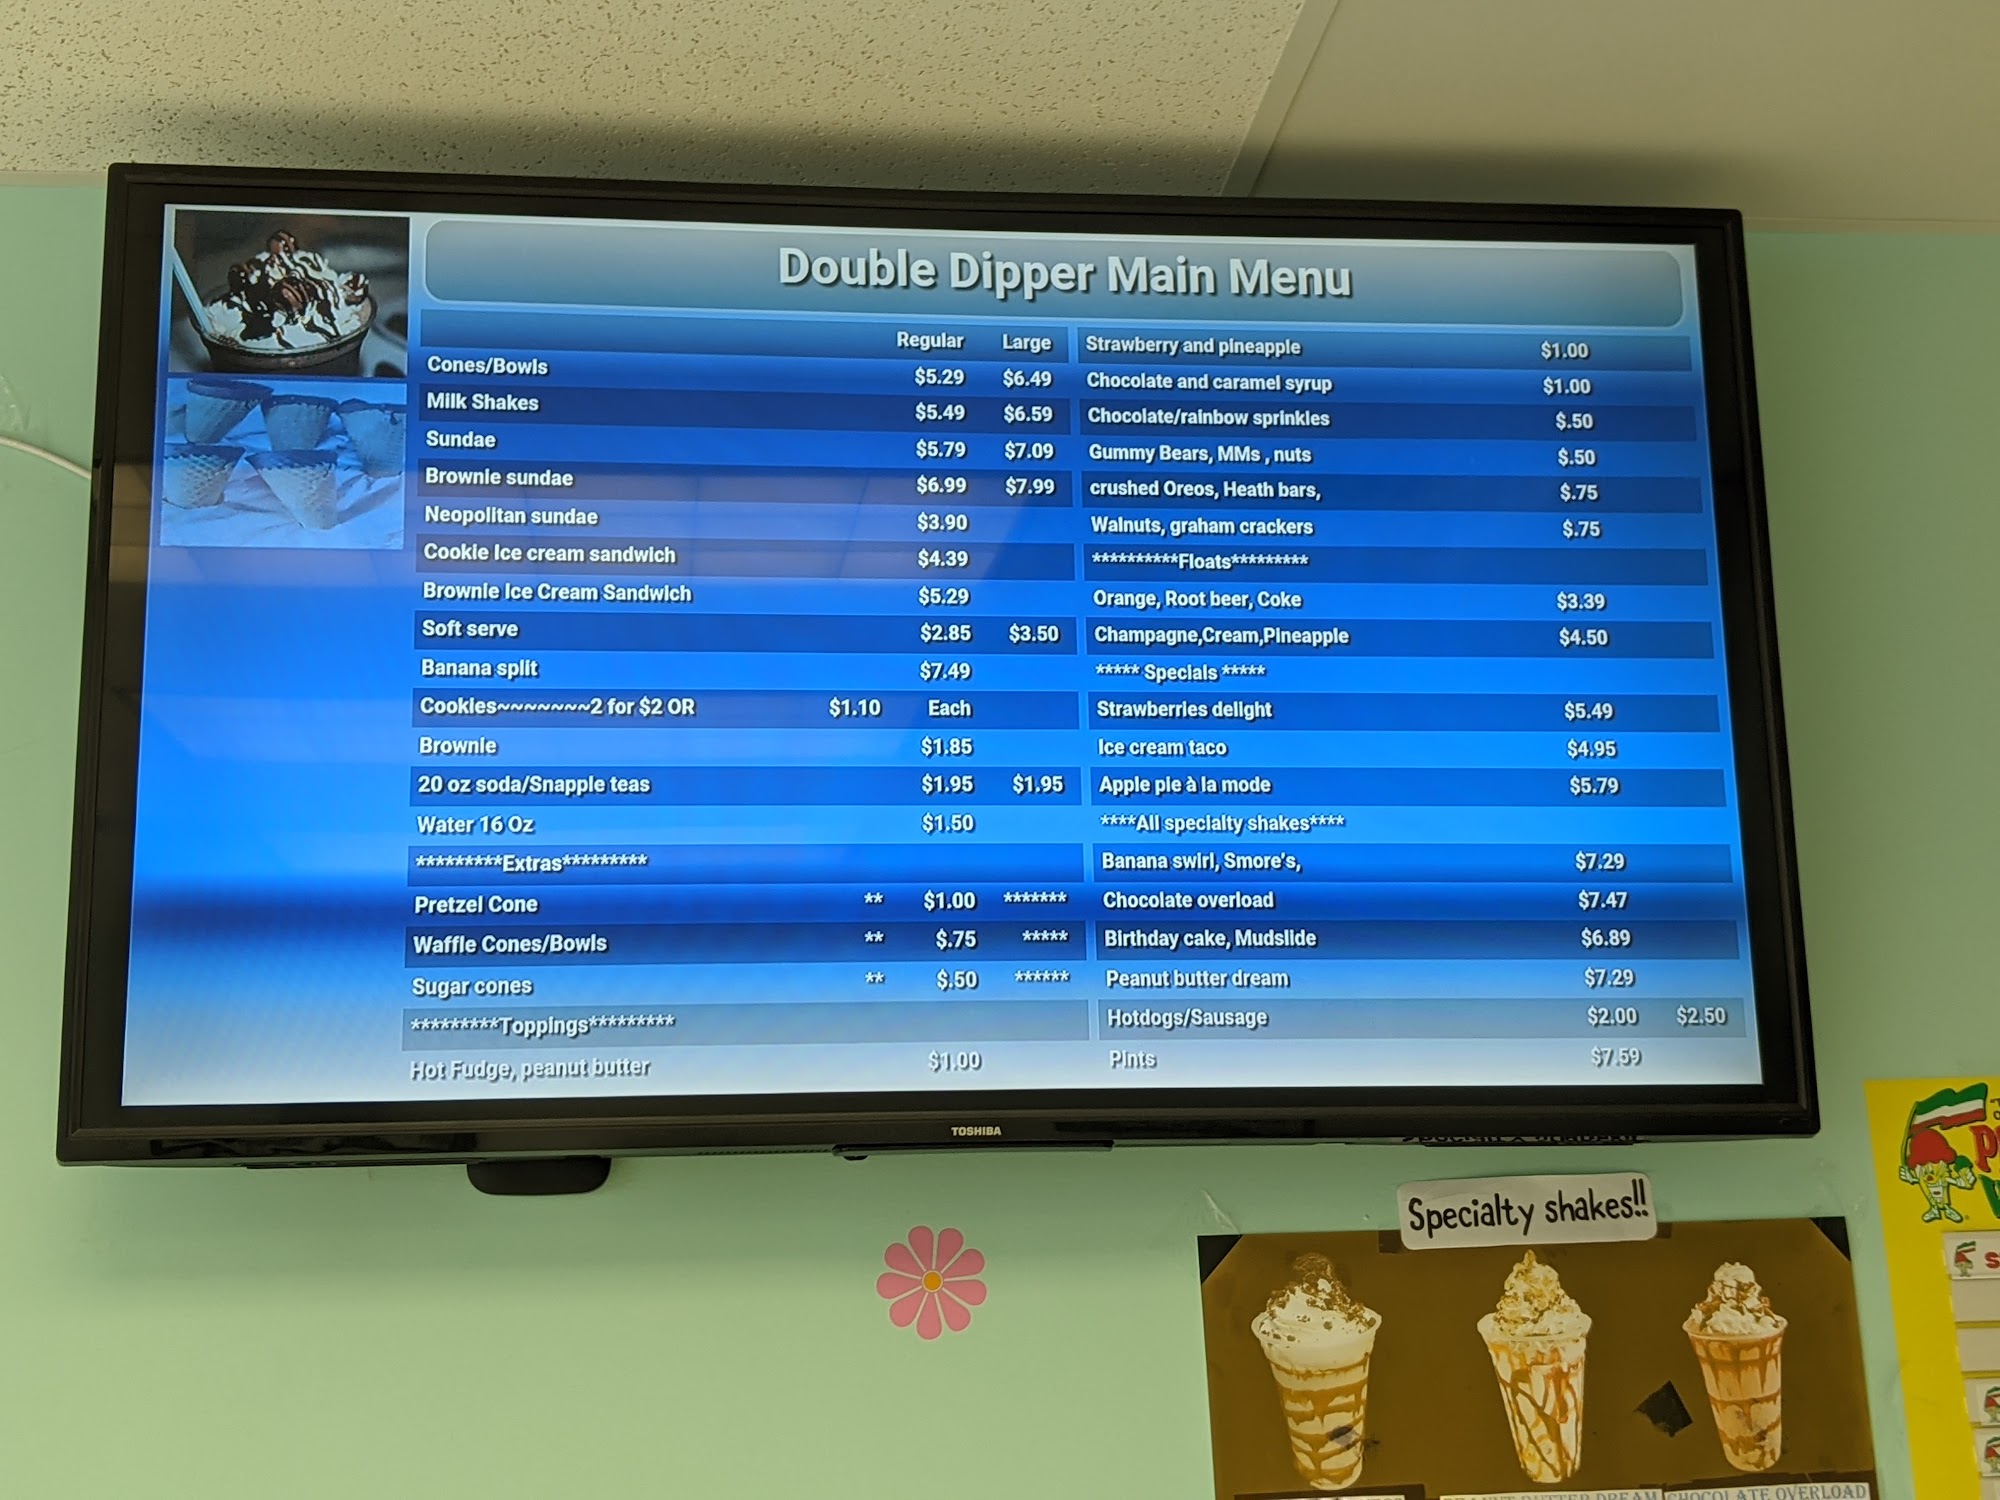 Double Dipper Main Menu
Regular Large
Cones/Bowls $5.29 $6.49
Milk Shakes $5.49 $6.59
Sundae $5.79 $7.09
Brownie sundae $6.99 $7.99
Neopolitan sundae $3.90
Cookie Ice cream sandwich $4.39
Brownie Ice Cream Sandwich $5.29
Soft serve $2.85 $3.50
Banana split $7.49
Cookies~~~~~~~2 for $2 OR $1.10 Each
Brownie $1.85
20 oz soda/Snapple teas $1.95 $1.95
Water 16 Oz $1.50
*********Extras*********
Pretzel Cone ** $1.00 *******
Waffle Cones/Bowls ** $.75 *****
Sugar cones ** $.50 ******
*********Toppings*********
Hot Fudge, peanut butter $1.00
Strawberry and pineapple $1.00
Chocolate and caramel syrup $1.00
Chocolate/rainbow sprinkles $.50
Gummy Bears, MMs , nuts $.50
crushed Oreos, Heath bars, $.75
Walnuts, graham crackers $.75
**********Floats*********
Orange, Root beer, Coke $3.39
Champagne,Cream,Pineapple $4.50
***** Specials *****
Strawberries delight $5.49
Ice cream taco $4.95
Apple pie à la mode $5.79
****All specialty shakes****
Banana swirl, Smore's, $7.29
Chocolate overload $7.47
Birthday cake, Mudslide $6.89
Peanut butter dream $7.29
Hotdogs/Sausage $2.00 $2.50
Pints $7.59
TOSHIBA
Specialty shakes!!
PEANUT BUTTER DREAM
CHOCOLATE OVERLOAD